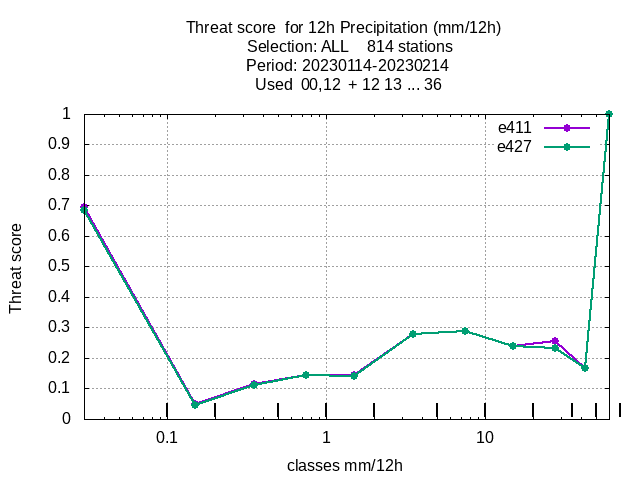 Threat score  for 12h Precipitation (mm/12h)
Selection: ALL    814 stations
Period: 20230114-20230214
Used  00,12  + 12 13 ... 36
e411
e427
1
0.9
0.8
0.7
0.6
0.5
0.4
0.3
0.2
0.1
0
Threat score
0.1
1
10
classes mm/12h